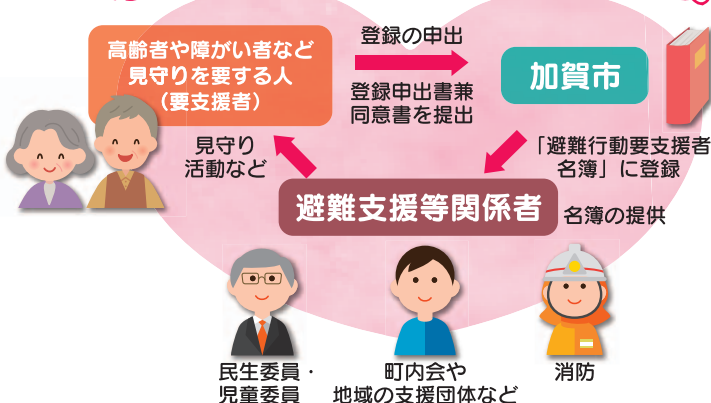 高齢者や障がい者など
見守りを要する人
（要支援者）
登録の申出
登録申出書兼
同意書を提出
加賀市
「避難行動要支援者
名簿」に登録
見守り
活動など
避難支援等関係者
名簿の提供
民生委員・
児童委員
町内会や
地域の支援団体など
消防